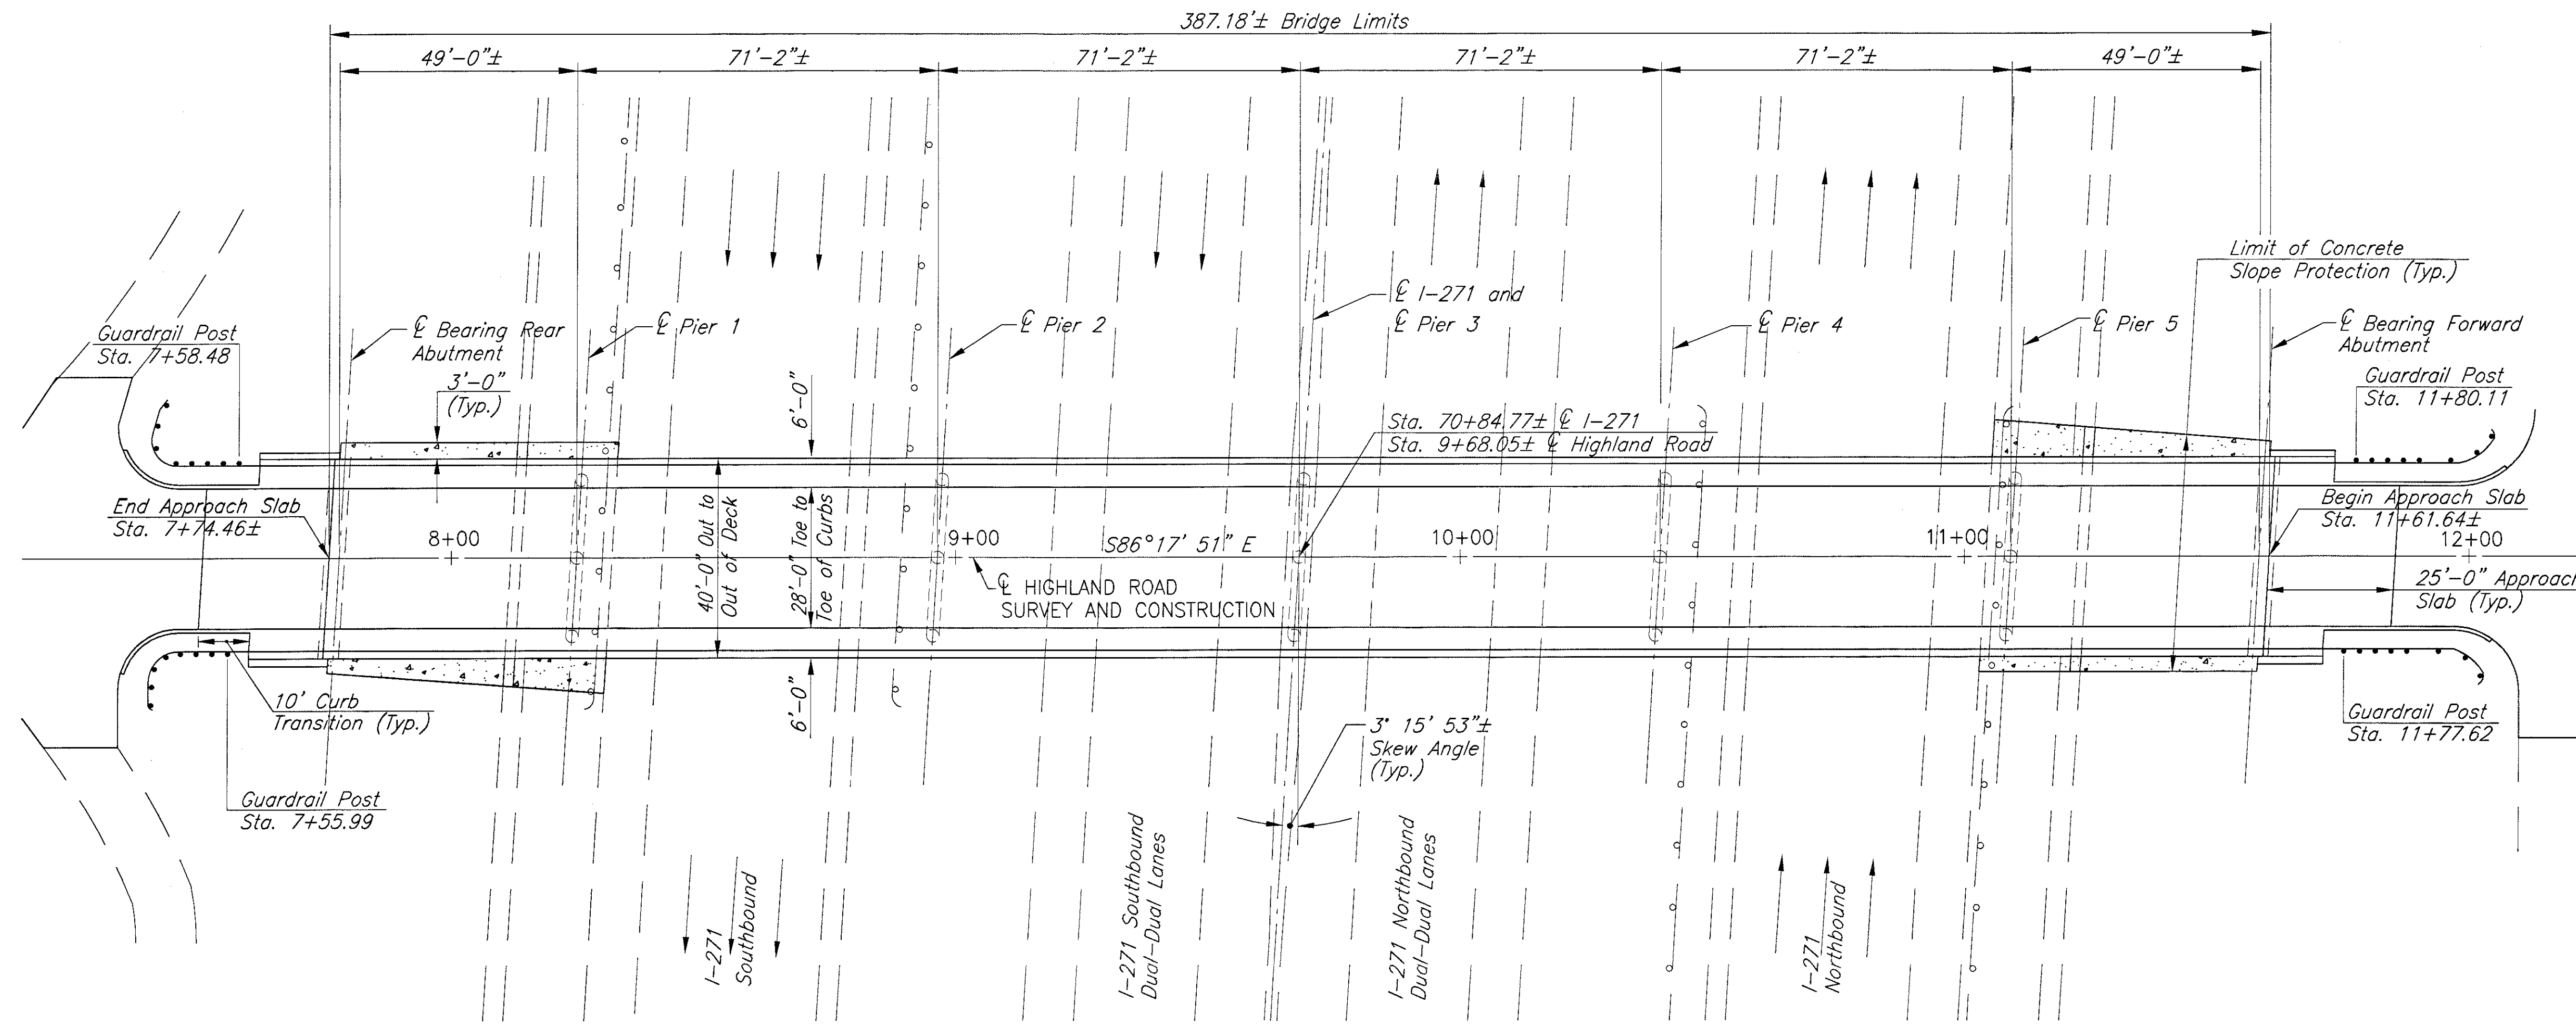 387.18'± Bridge Limits
49'-0"±
71'-2"±
71'-2"±
71'-2"±
71'-2"±
49'-0"±
Limit of Concrete
Slope Protection (Typ.)
℄ I-271 and
℄ Pier 3
Guardrail Post
Sta. 7+58.48
℄ Bearing Rear
Abutment
℄ Pier 1
℄ Pier 2
℄ Pier 4
℄ Pier 5
℄ Bearing Forward
Abutment
3'-0"
(Typ.)
6'-0"
Guardrail Post
Sta. 11+80.11
Sta. 70+84.77± ℄ I-271
Sta. 9+68.05± ℄ Highland Road
End Approach Slab
Sta. 7+74.46±
Begin Approach Slab
Sta. 11+61.64±
8+00
9+00
S86°17' 51" E
10+00
11+00
12+00
40'-0" Out to
Out of Deck
28'-0" Toe to
Toe of Curbs
℄ HIGHLAND ROAD
SURVEY AND CONSTRUCTION
25'-0" Approach
Slab (Typ.)
10' Curb
Transition (Typ.)
6'-0"
3° 15' 53"±
Skew Angle
(Typ.)
Guardrail Post
Sta. 11+77.62
Guardrail Post
Sta. 7+55.99
I-271
Southbound
I-271 Southbound
Dual-Dual Lanes
I-271 Northbound
Dual-Dual Lanes
I-271
Northbound